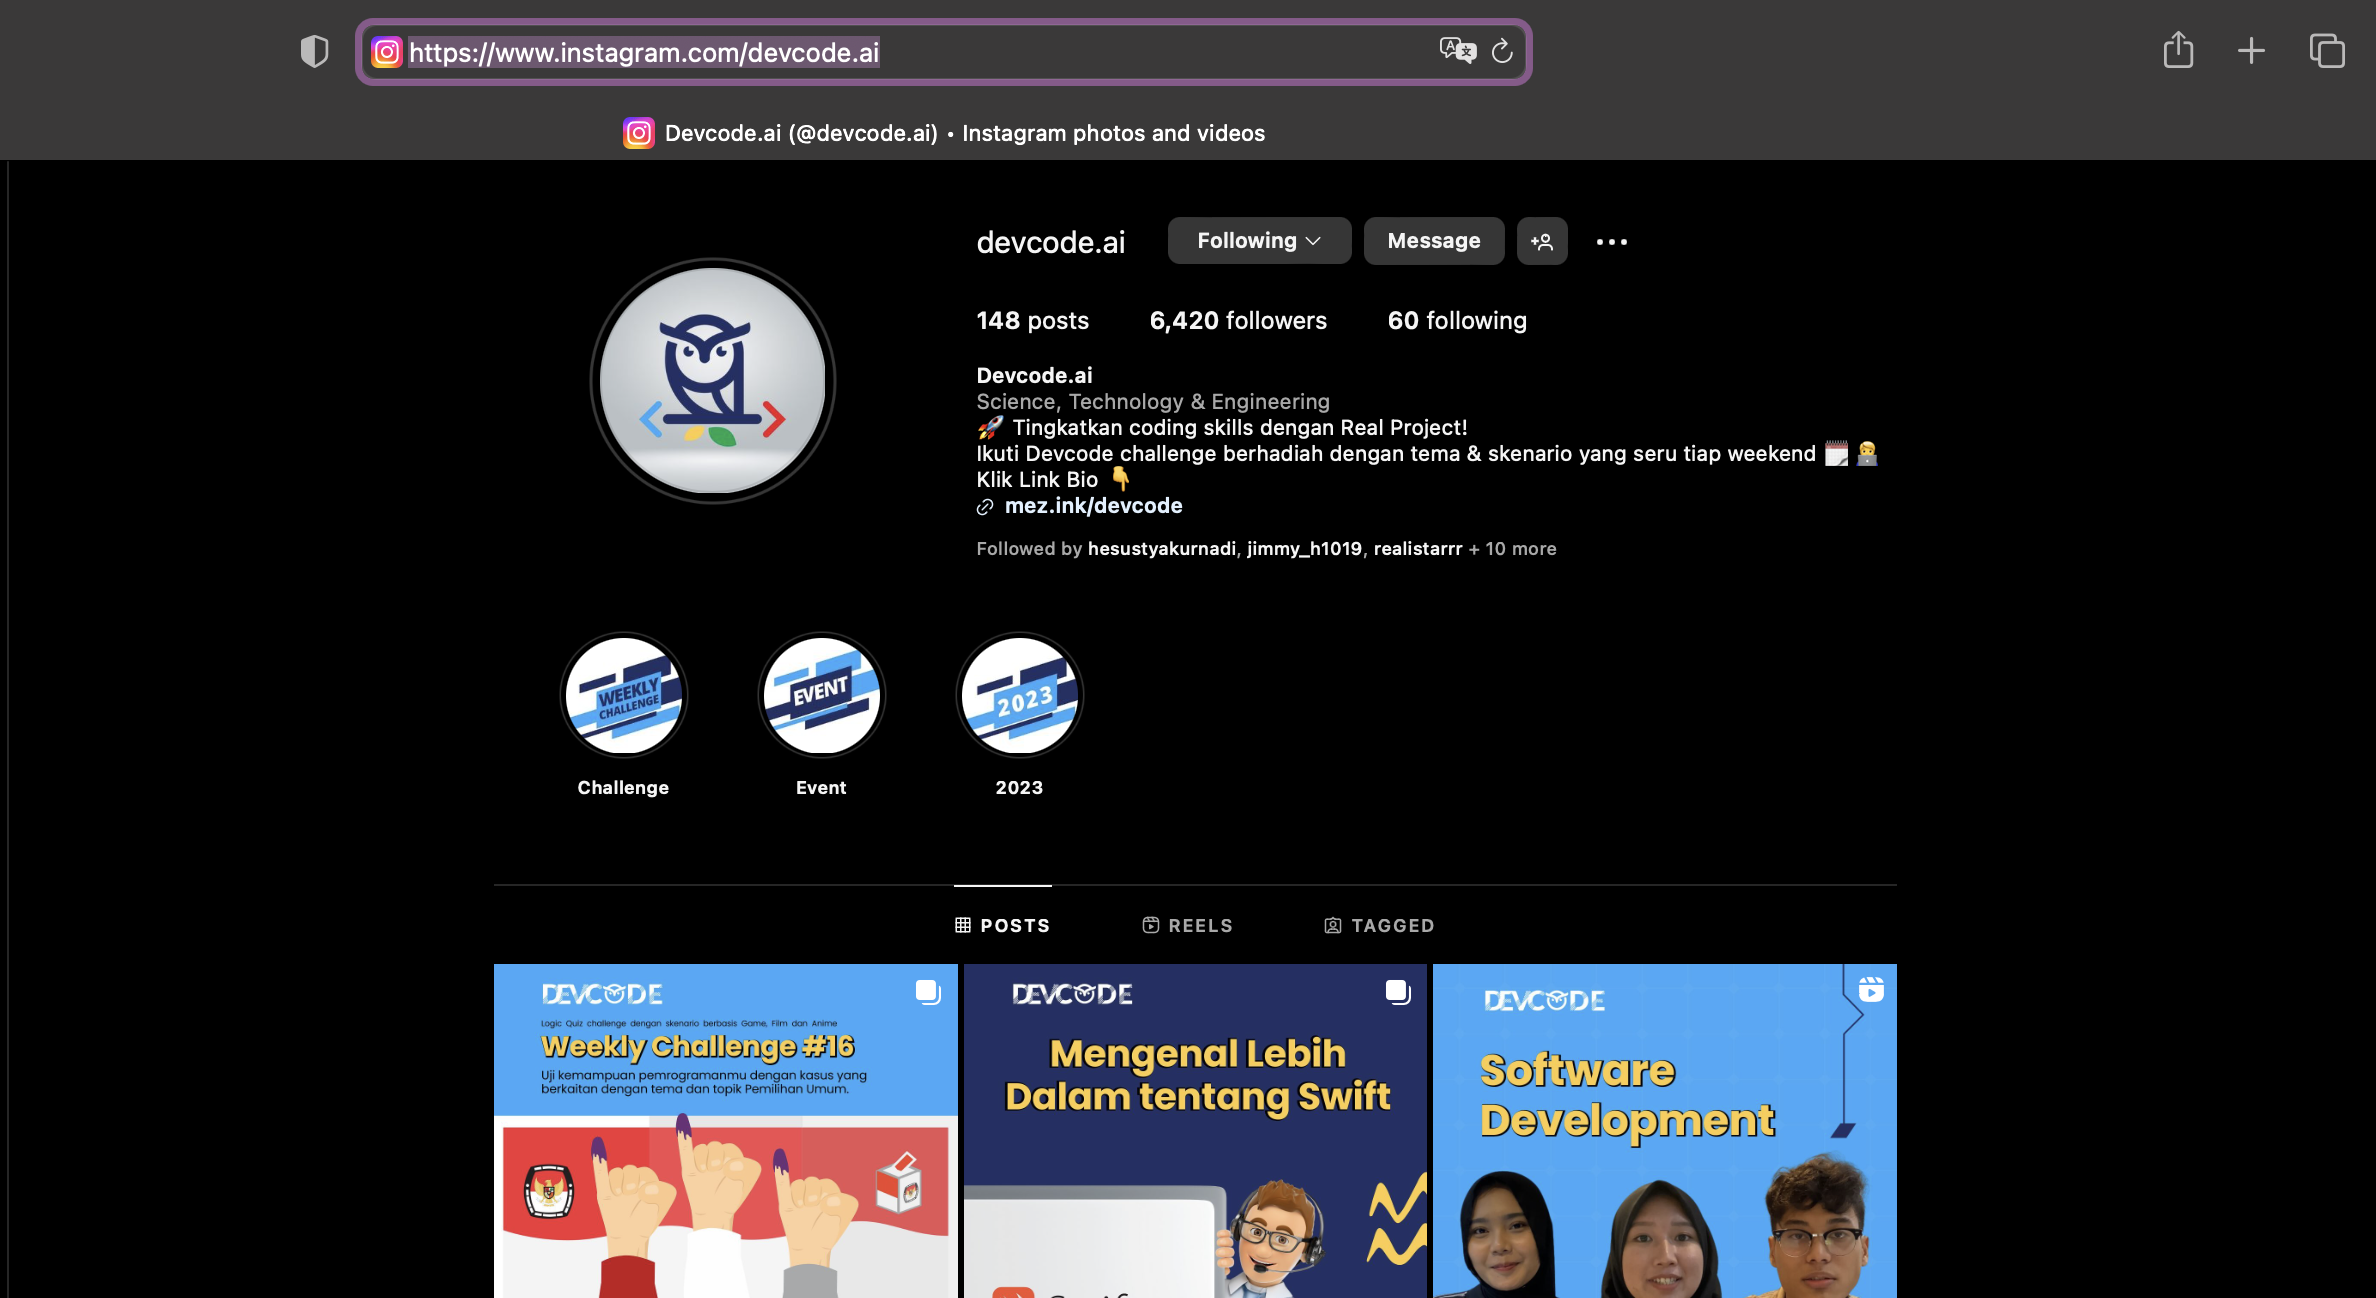 https://www.instagram.com/devcode.ai
Devcode.ai (@devcode.ai) • Instagram photos and videos
devcode.ai
Following
Message
148 posts
6,420 followers
60 following
Devcode.ai
Science, Technology & Engineering
🚀 Tingkatkan coding skills dengan Real Project!
Ikuti Devcode challenge berhadiah dengan tema & skenario yang seru tiap weekend 🗓️ 👨‍💻
Klik Link Bio 👇
mez.ink/devcode
Followed by hesustyakurnadi, jimmy_h1019, realistarrr + 10 more
WEEKLY
CHALLENGE
EVENT
2023
Challenge
Event
2023
POSTS
REELS
TAGGED
DEVCODE
Logic Quiz challenge dengan skenario berbasis Game, Film dan Anime
Weekly Challenge #16
Uji kemampuan pemrogramanmu dengan kasus yang
berkaitan dengan tema dan topik Pemilihan Umum.
DEVCODE
Mengenal Lebih
Dalam tentang Swift
DEVCODE
Software
Development